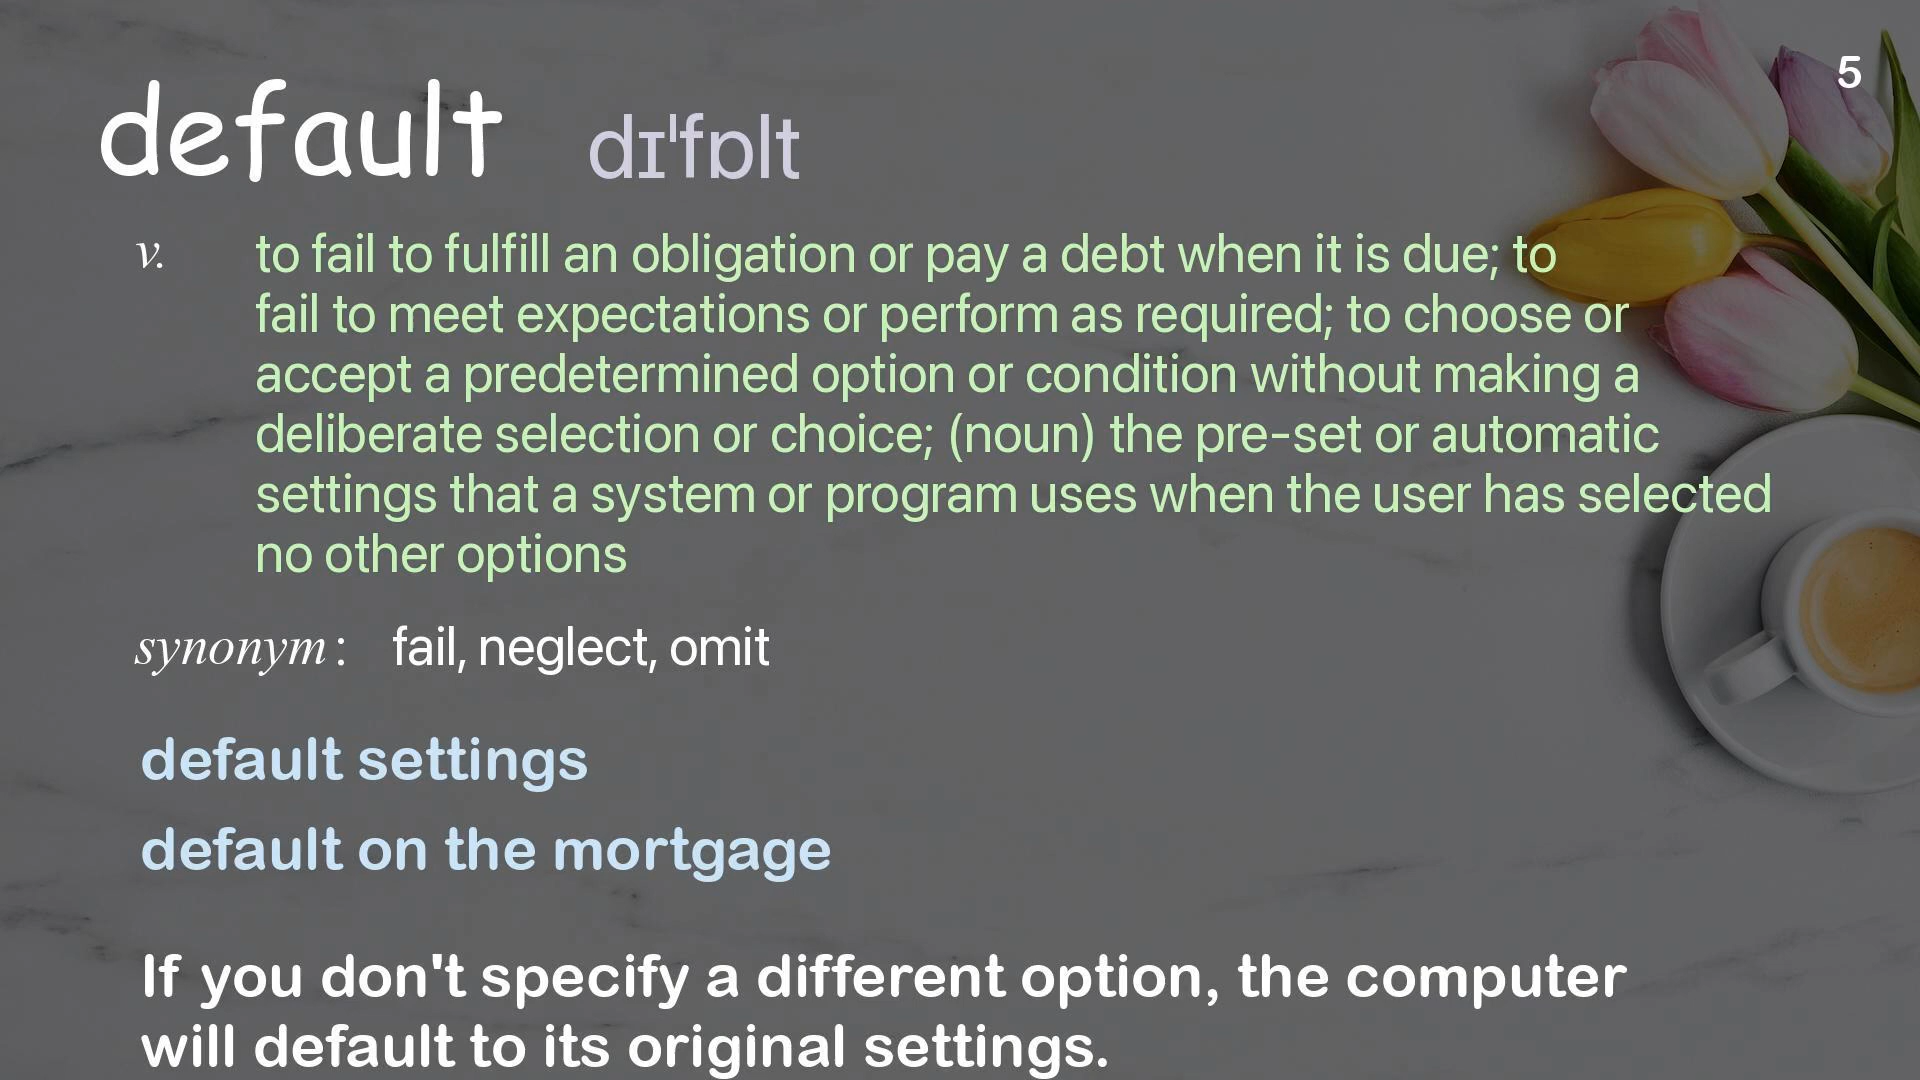 5
default dɪˈfɒlt
v. to fail to fulfill an obligation or pay a debt when it is due; to
fail to meet expectations or perform as required; to choose or
accept a predetermined option or condition without making a
deliberate selection or choice; (noun) the pre-set or automatic
settings that a system or program uses when the user has selected
no other options
synonym : fail, neglect, omit
default settings
default on the mortgage
If you don't specify a different option, the computer
will default to its original settings.